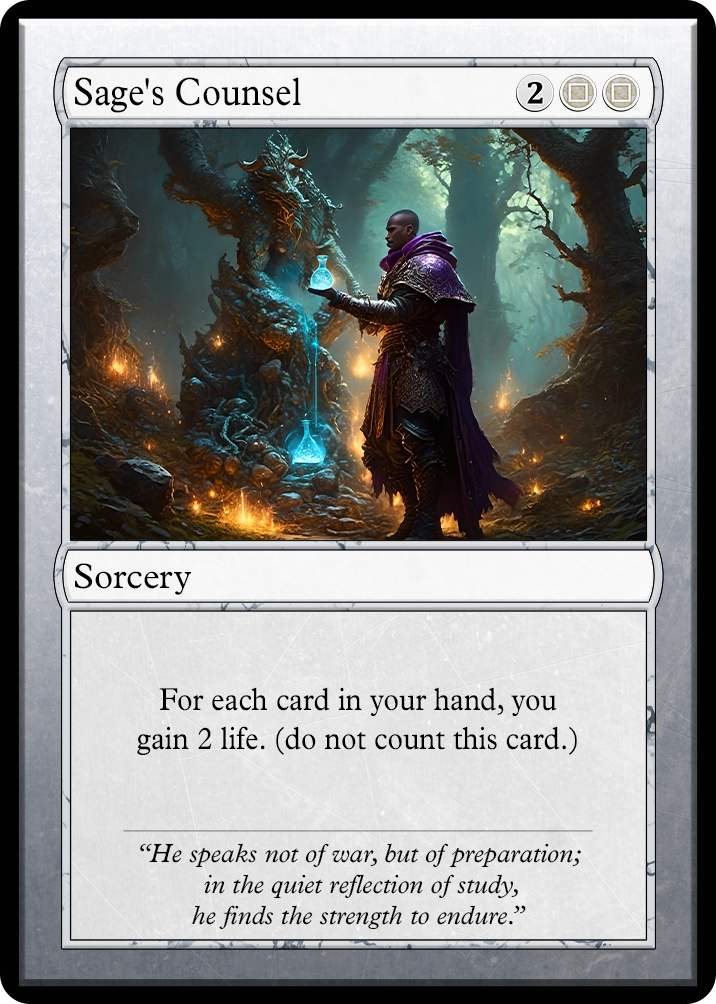 Sage's Counsel 2
Sorcery
For each card in your hand, you
gain 2 life. (do not count this card.)
“He speaks not of war, but of preparation;
in the quiet reflection of study,
he finds the strength to endure.”